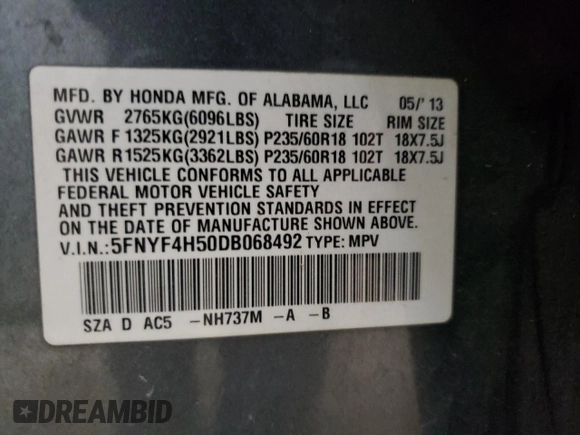 MFD. BY HONDA MFG. OF ALABAMA, LLC 05/'13
GVWR 2765KG(6096LBS) TIRE SIZE RIM SIZE
GAWR F 1325KG(2921LBS) P235/60R18 102T 18X7.5J
GAWR R 1525KG(3362LBS) P235/60R18 102T 18X7.5J
THIS VEHICLE CONFORMS TO ALL APPLICABLE
FEDERAL MOTOR VEHICLE SAFETY
AND THEFT PREVENTION STANDARDS IN EFFECT
ON THE DATE OF MANUFACTURE SHOWN ABOVE.
V.I.N.: 5FNYF4H50DB068492 TYPE: MPV
SZA D AC5 -NH737M -A -B
DREAMBID